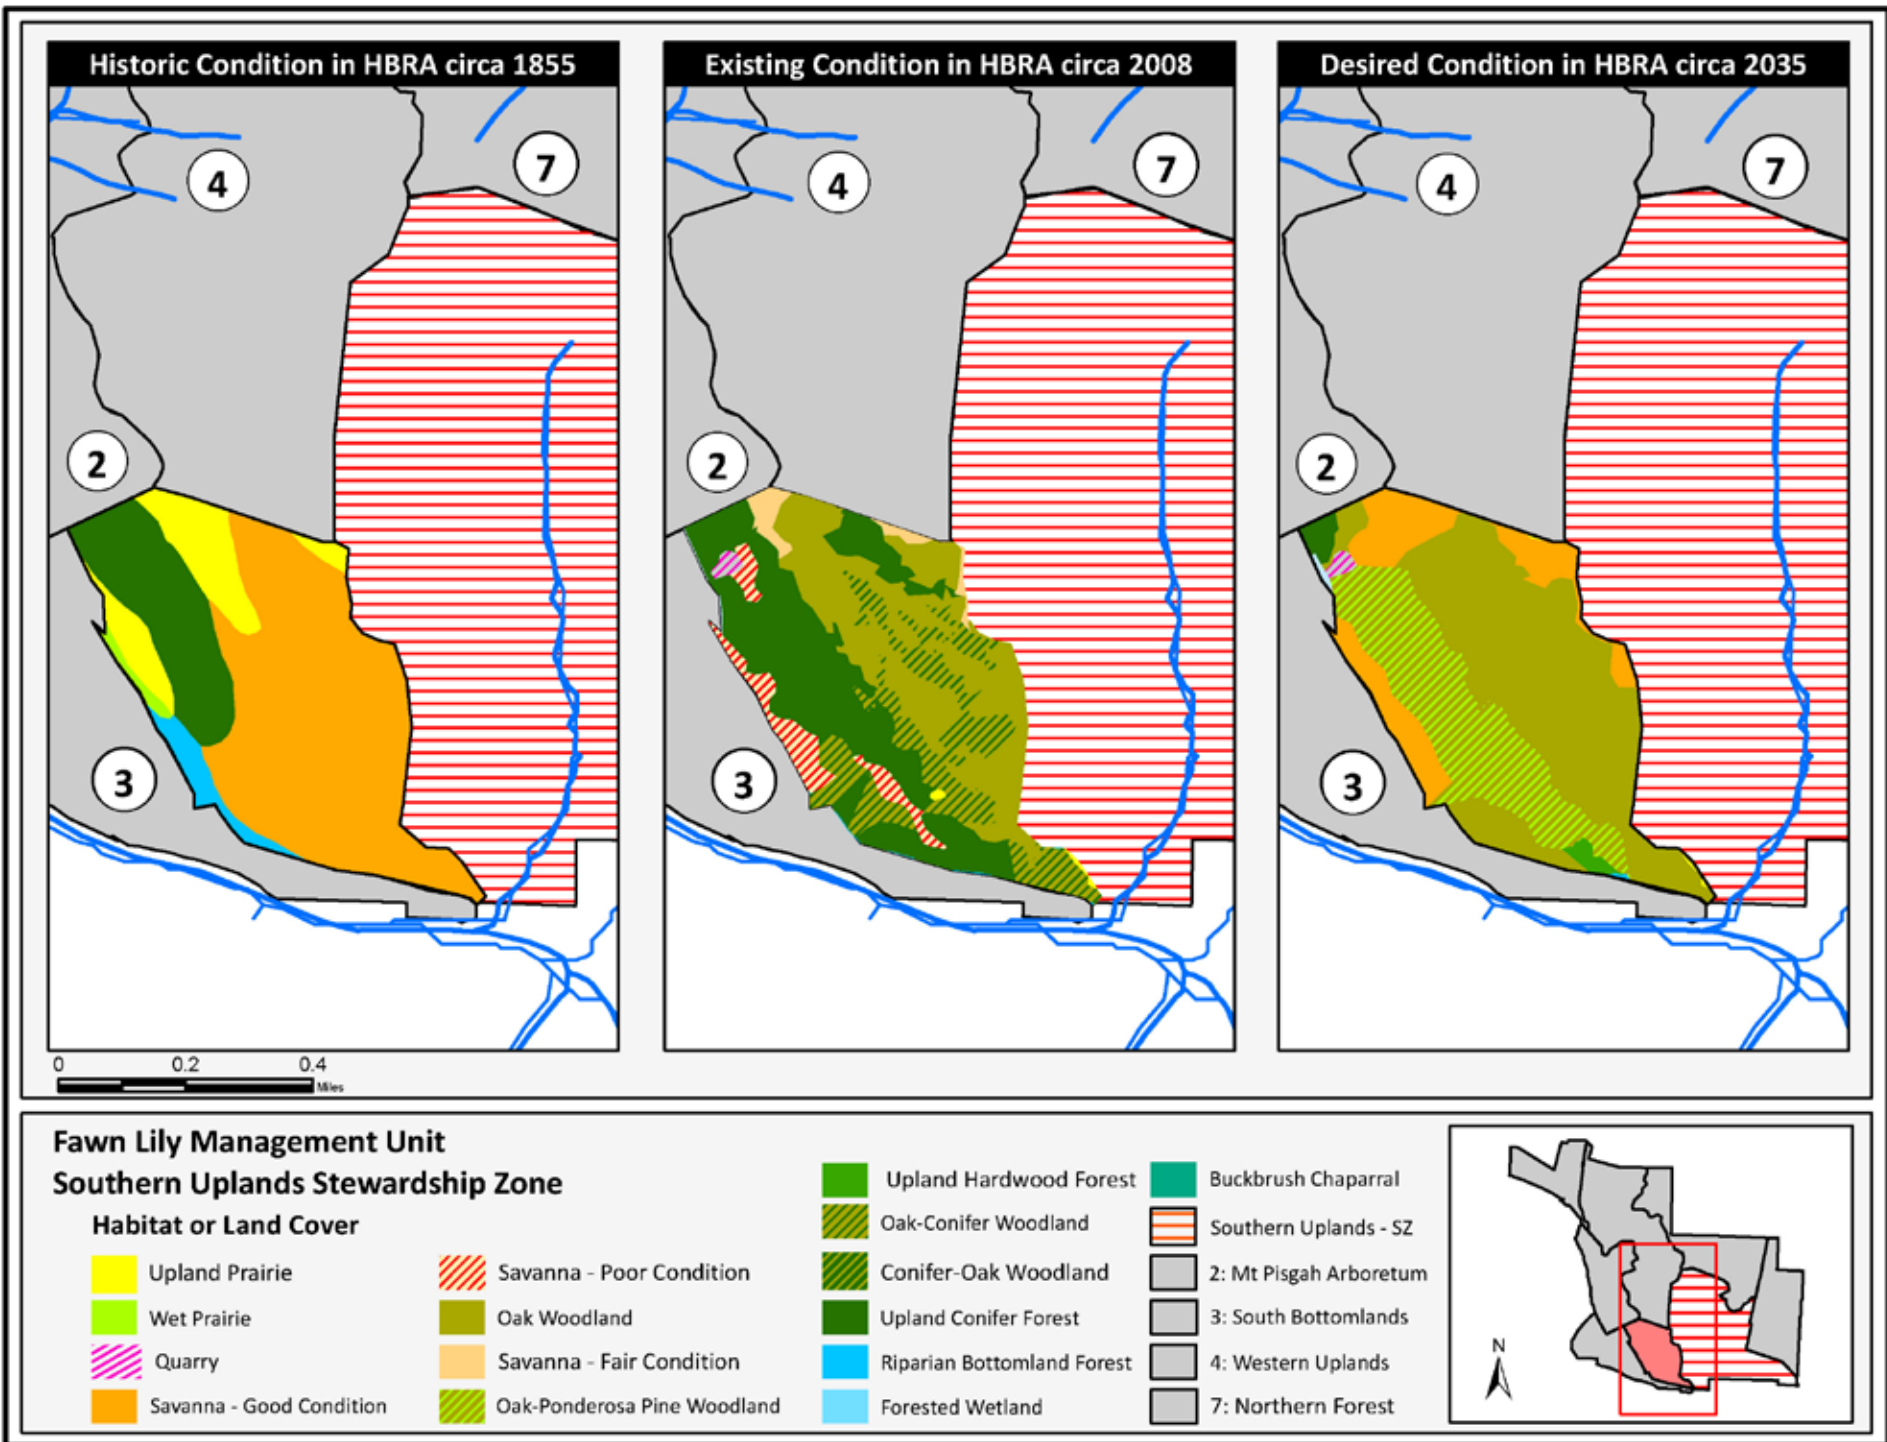 Historic Condition in HBRA circa 1855
Existing Condition in HBRA circa 2008
Desired Condition in HBRA circa 2035
4
7
2
3
4
7
2
3
4
7
2
3
0 0.2 0.4
Miles
Fawn Lily Management Unit
Southern Uplands Stewardship Zone
Habitat or Land Cover
Upland Prairie
Wet Prairie
Quarry
Savanna - Good Condition
Savanna - Poor Condition
Oak Woodland
Savanna - Fair Condition
Oak-Ponderosa Pine Woodland
Upland Hardwood Forest
Oak-Conifer Woodland
Conifer-Oak Woodland
Upland Conifer Forest
Riparian Bottomland Forest
Forested Wetland
Buckbrush Chaparral
Southern Uplands - SZ
2: Mt Pisgah Arboretum
3: South Bottomlands
4: Western Uplands
7: Northern Forest
N